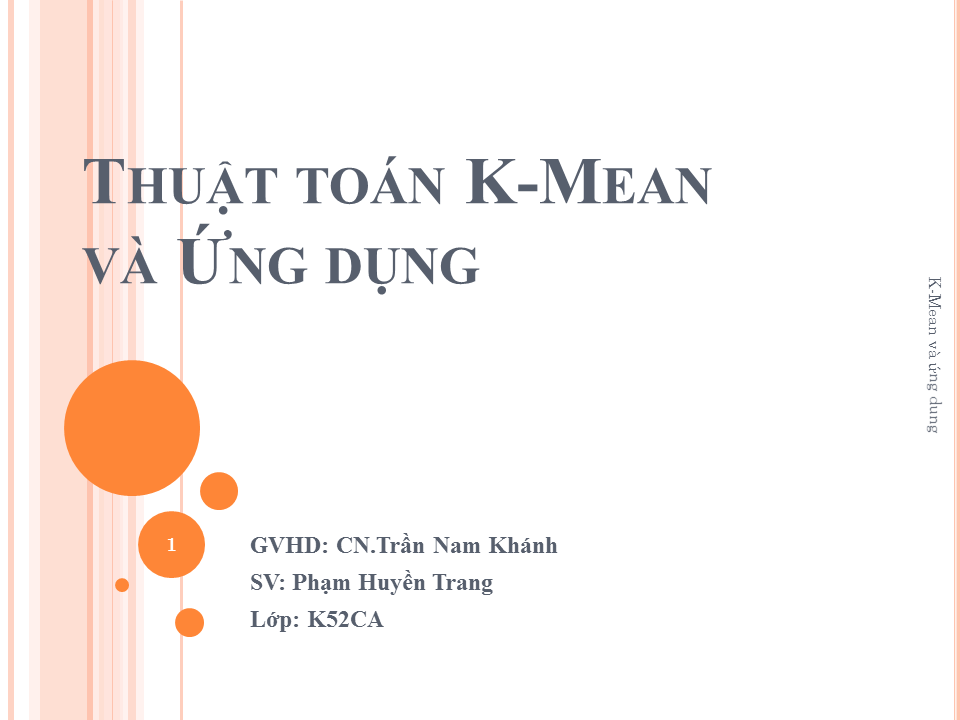 Thuật toán K-Mean
và Ứng dụng
K-Mean và ứng dung
1
GVHD: CN.Trần Nam Khánh
SV: Phạm Huyền Trang
Lớp: K52CA